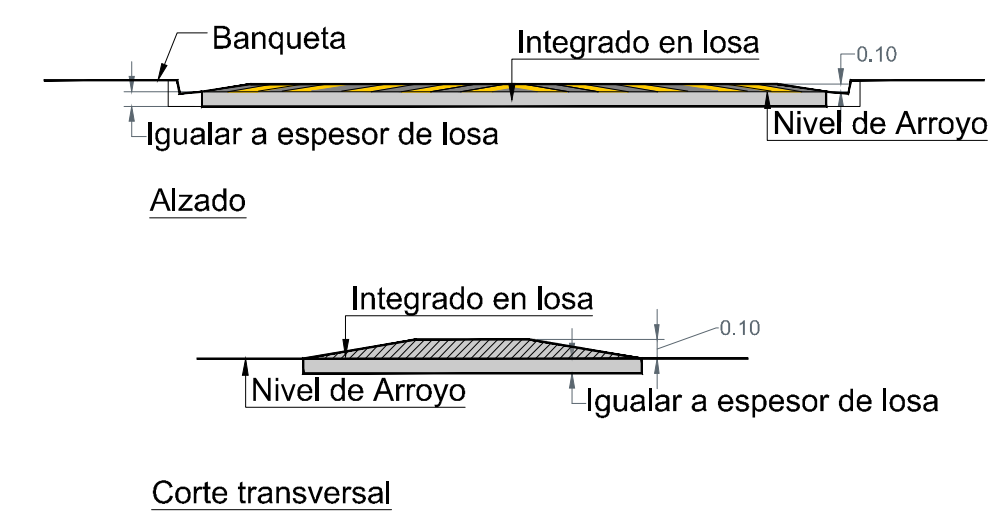 Banqueta
Integrado en losa
0.10
Igualar a espesor de losa
Nivel de Arroyo
Alzado
Integrado en losa
0.10
Nivel de Arroyo
Igualar a espesor de losa
Corte transversal